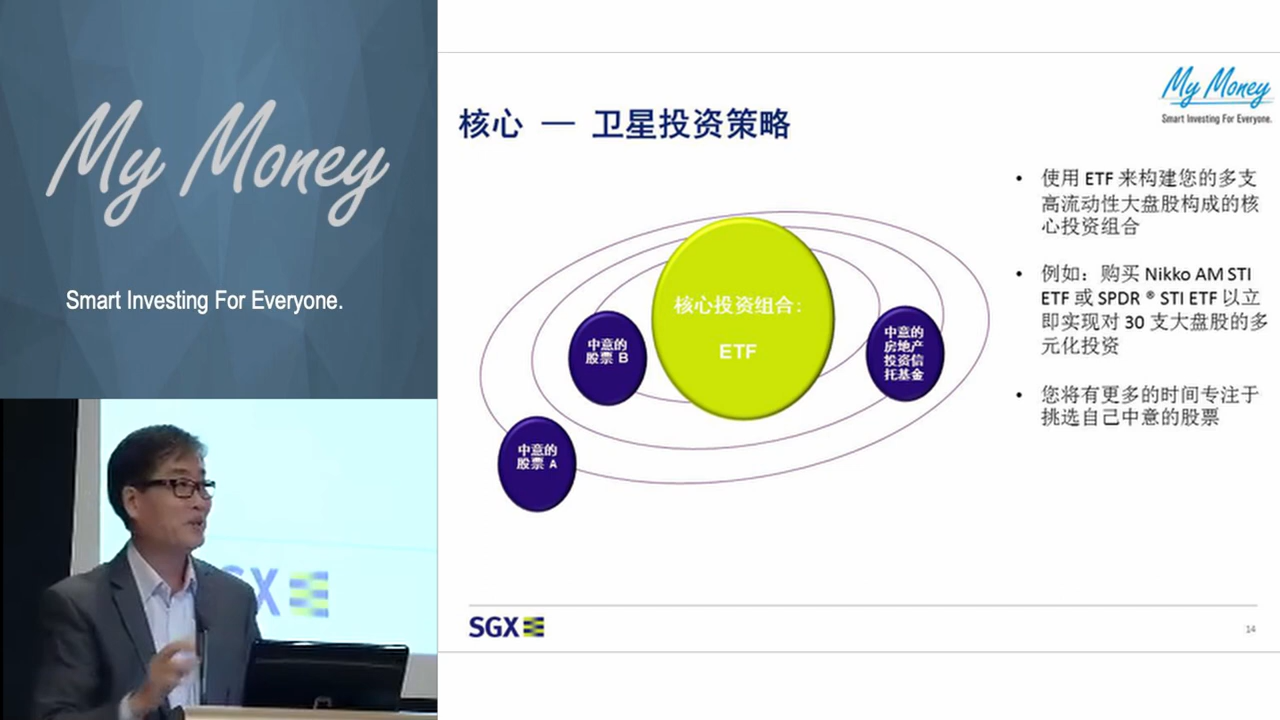 My Money
Smart Investing For Everyone.
SGX
My Money
Smart Investing For Everyone.
核心 — 卫星投资策略
核心投资组合：
ETF
中意的
股票 B
中意的
房地产
投资信
托基金
中意的
股票 A
• 使用 ETF 来构建您的多支
高流动性大盘股构成的核
心投资组合
• 例如：购买 Nikko AM STI
ETF 或 SPDR ® STI ETF 以立
即实现对 30 支大盘股的多
元化投资
• 您将有更多的时间专注于
挑选自己中意的股票
SGX
14